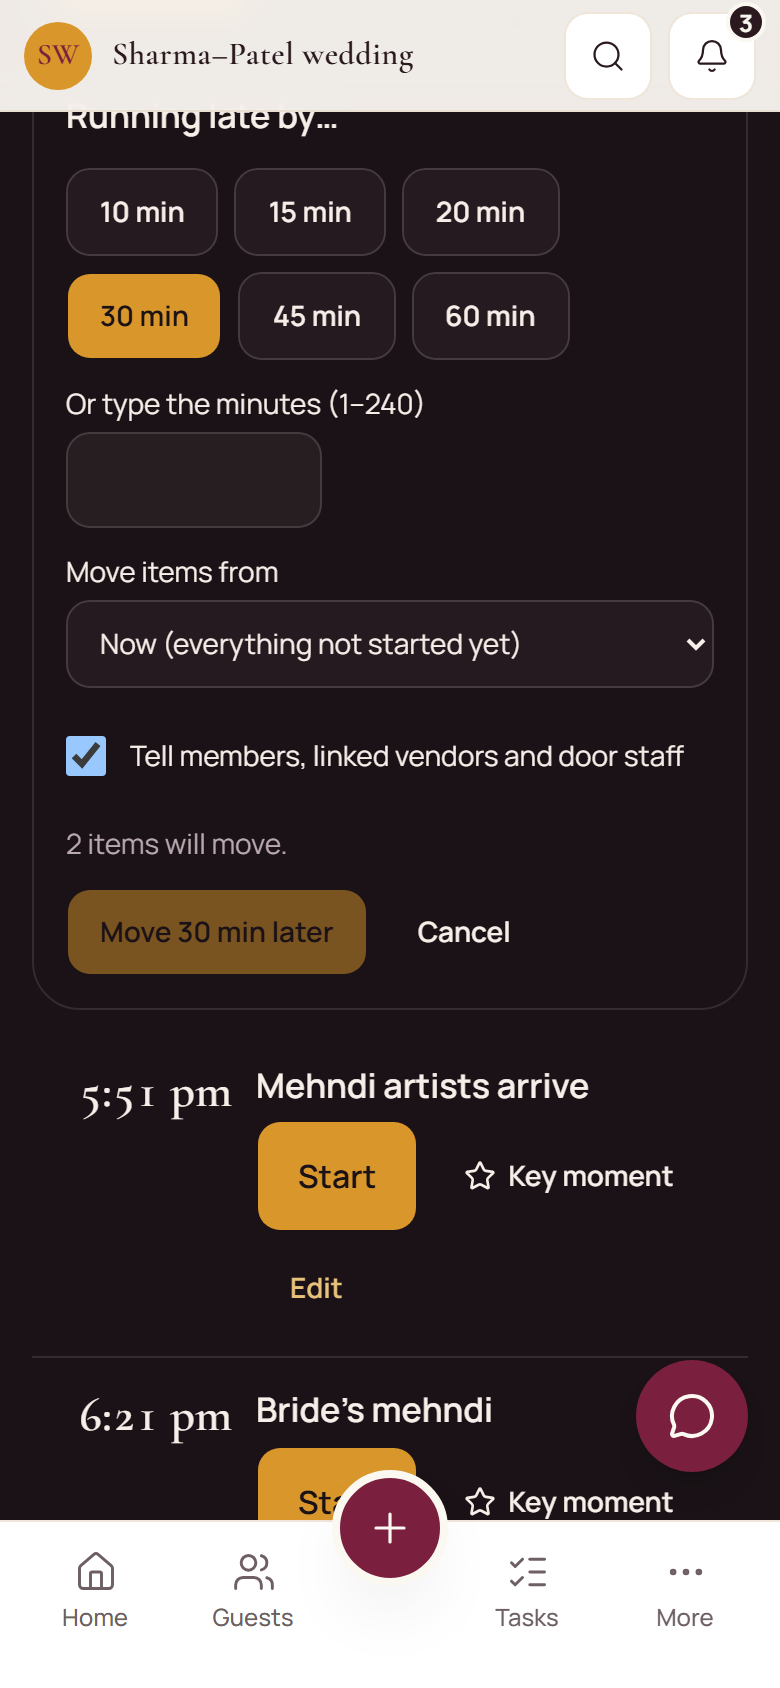 SW Sharma–Patel wedding 3
Running late by...
10 min 15 min 20 min
30 min 45 min 60 min
Or type the minutes (1–240)
Move items from
Now (everything not started yet)
Tell members, linked vendors and door staff
2 items will move.
Move 30 min later Cancel
5:51 pm Mehndi artists arrive
Start Key moment
Edit
6:21 pm Bride’s mehndi
Key moment
Home Guests Tasks More